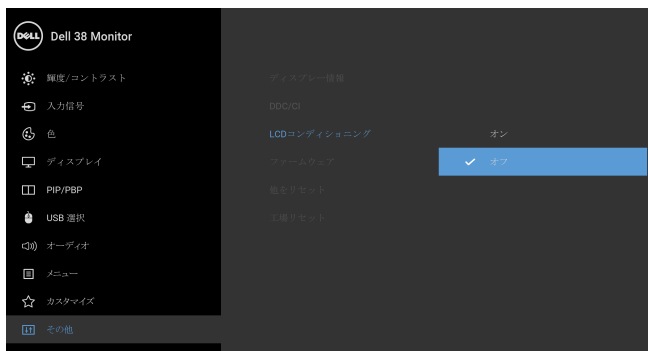 DELL
Dell 38 Monitor
輝度/コントラスト
入力信号
色
ディスプレイ
PIP/PBP
USB 選択
オーディオ
メニュー
カスタマイズ
その他
ディスプレー情報
DDC/CI
LCDコンディショニング
ファームウェア
他をリセット
工場リセット
オン
オフ